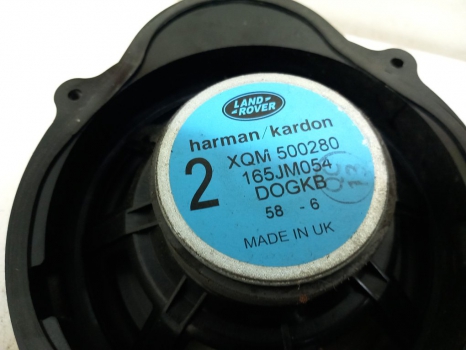 LAND
ROVER
harman/kardon
2
XQM 500280
165JM054
DOGKB
58 - 6
MADE IN UK